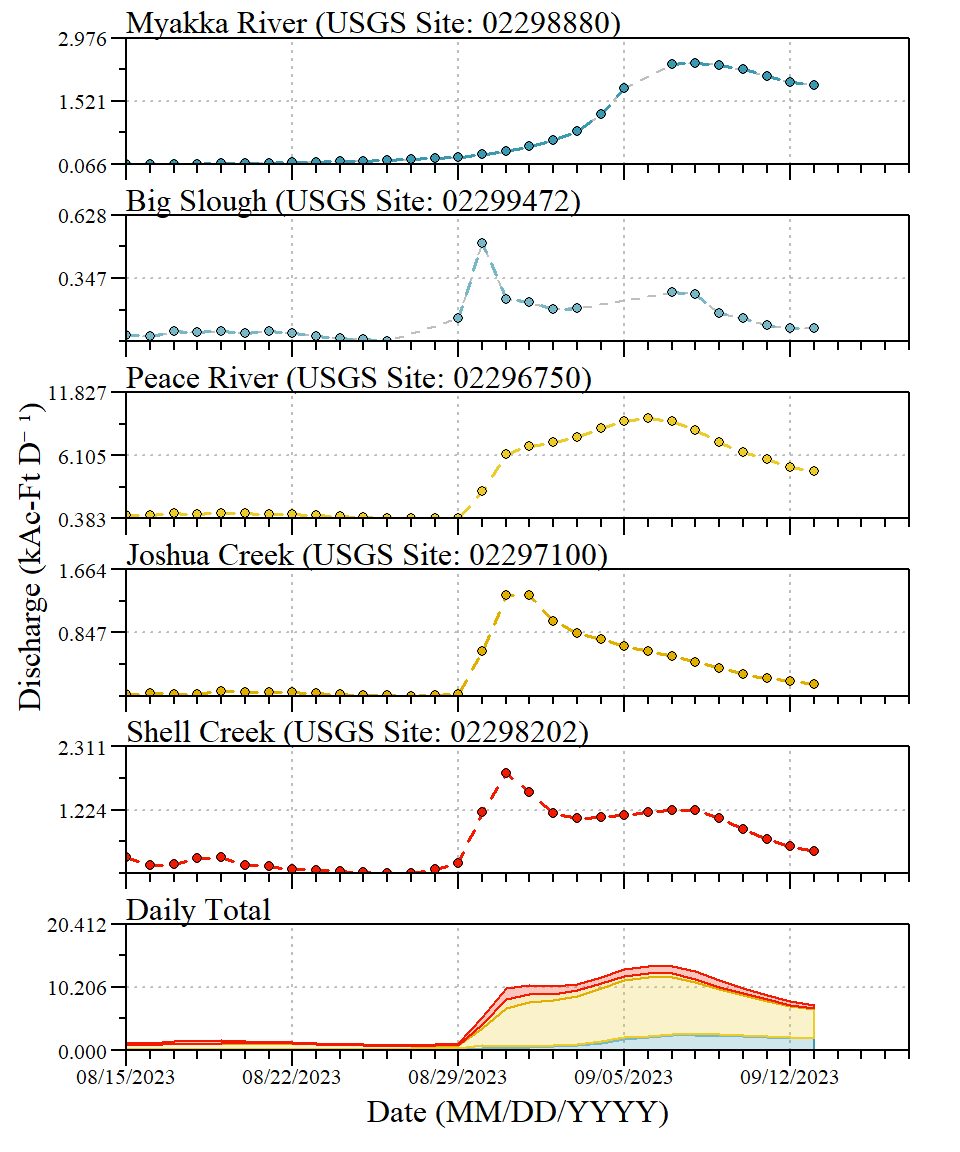 Myakka River (USGS Site: 02298880)
2.976
1.521
0.066
Big Slough (USGS Site: 02299472)
0.628
0.347
Peace River (USGS Site: 02296750)
11.827
6.105
0.383
Joshua Creek (USGS Site: 02297100)
1.664
0.847
Shell Creek (USGS Site: 02298202)
2.311
1.224
Daily Total
20.412
10.206
0.000
08/15/2023 08/22/2023 08/29/2023 09/05/2023 09/12/2023
Date (MM/DD/YYYY)
Discharge (kAc-Ft D⁻¹)